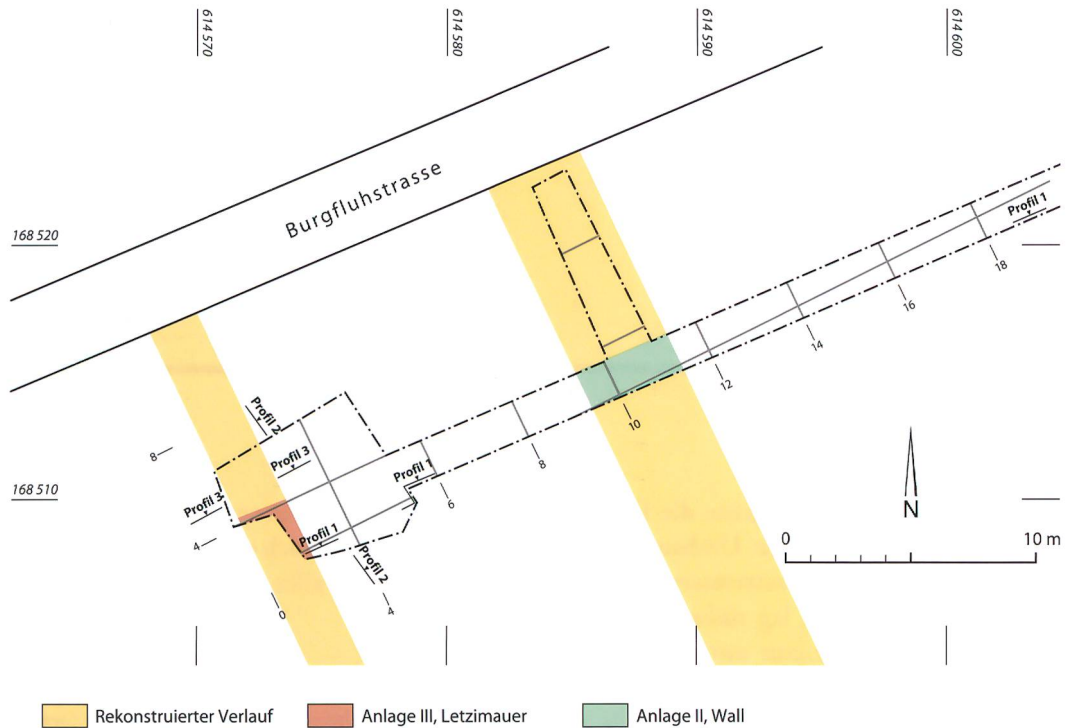 614 570
614 580
614 590
614 600
Burgfluhstrasse
168 520
Profil 1
18
16
14
12
10
8
Profil 2
8
Profil 3
Profil 1
168 510
Profil 3
6
N
4
Profil 1
0
10 m
Profil 2
0
4
Rekonstruierter Verlauf
Anlage III, Letzimauer
Anlage II, Wall